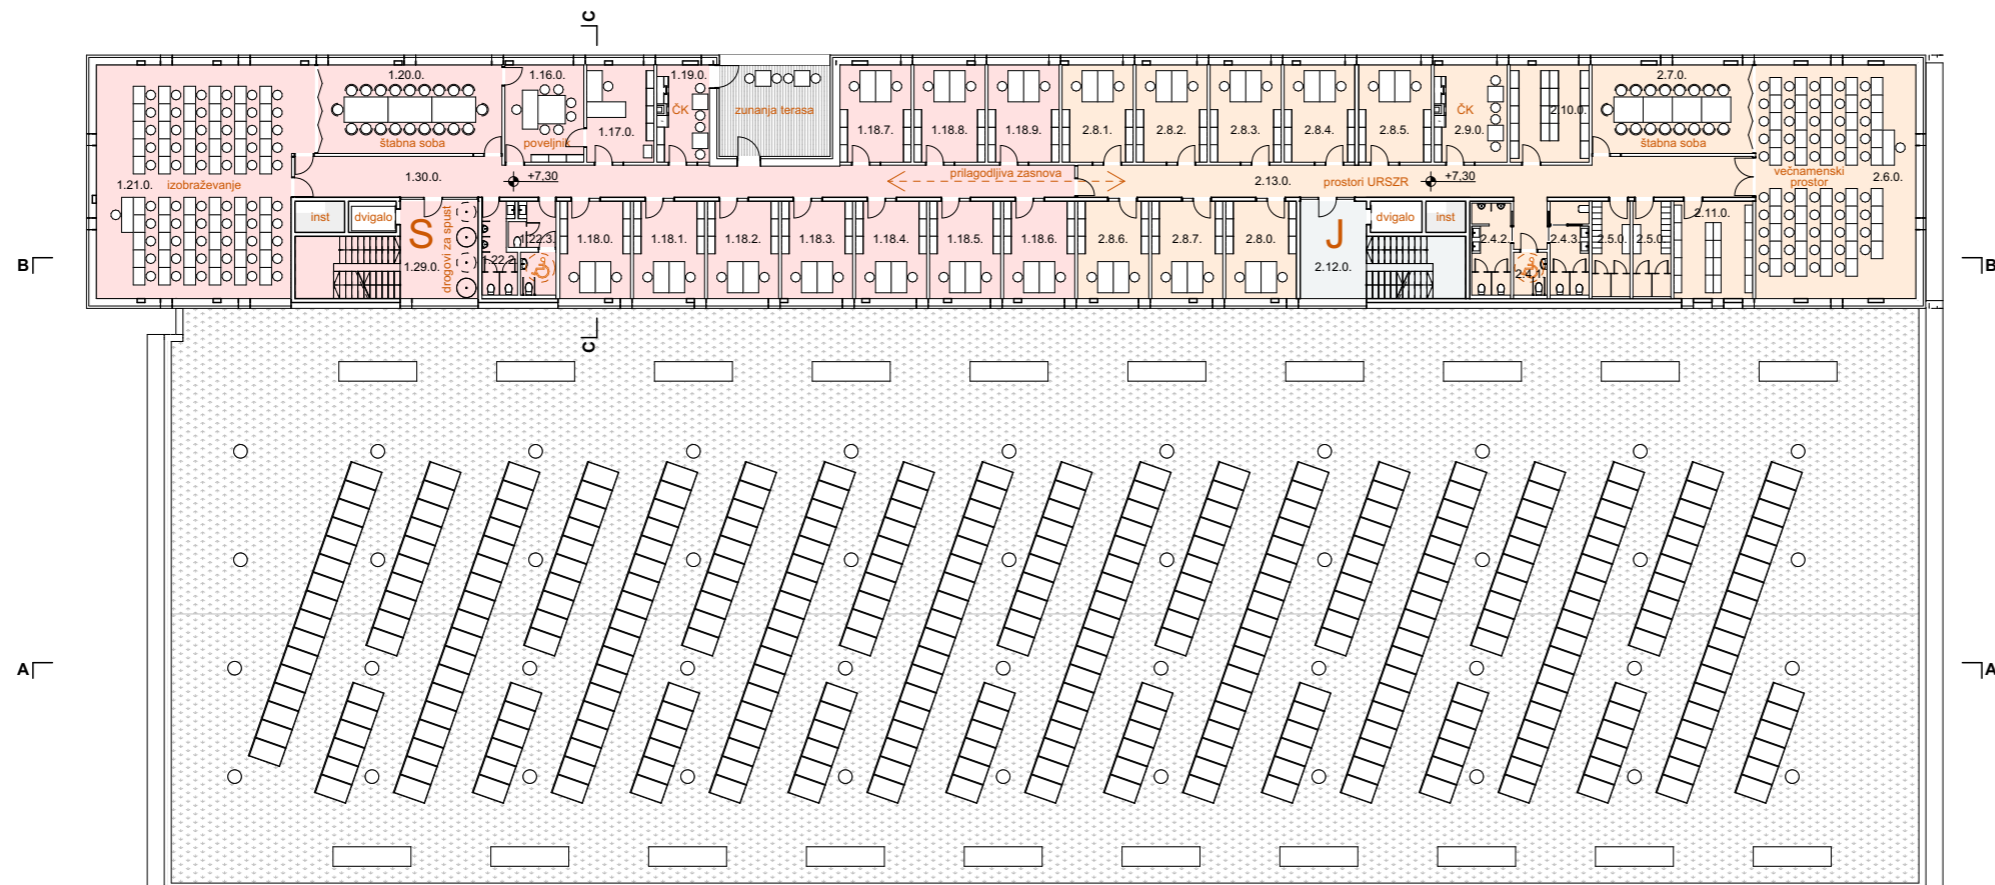 C
1.20.0.
1.16.0.
1.19.0.
2.7.0.
ČK
zunanja terasa
ČK
2.10.0.
1.17.0.
1.18.7.
1.18.8.
1.18.9.
2.8.1.
2.8.2.
2.8.3.
2.8.4.
2.8.5.
2.9.0.
štabna soba
poveljnik
štabna soba
1.21.0.
izobraževanje
1.30.0.
+7,30
prilagodljiva zasnova
2.13.0.
prostori URSZR
+7,30
večnamenski
prostor
2.6.0.
inst
dvigalo
S
drogovi za spust
1.29.0.
1.22.3.
1.22.2.
1.18.0.
1.18.1.
1.18.2.
1.18.3.
1.18.4.
1.18.5.
1.18.6.
2.8.6.
2.8.7.
2.8.0.
J
2.12.0.
dvigalo
inst
2.4.2.
2.4.1.
2.4.3.
2.5.0.
2.5.0.
2.11.0.
B
B
C
A
A